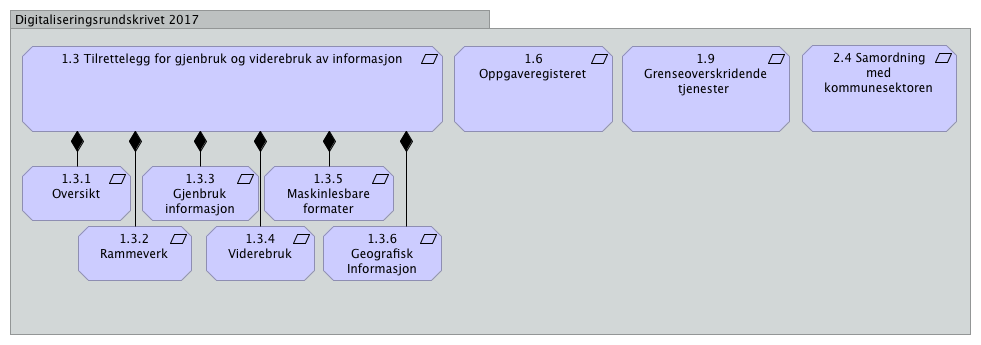 Digitaliseringsrundskrivet 2017
1.3 Tilrettelegg for gjenbruk og viderebruk av informasjon
1.6
Oppgaveregisteret
1.9
Grenseoverskridende
tjenester
2.4 Samordning
med
kommunesektoren
1.3.1
Oversikt
1.3.3
Gjenbruk
informasjon
1.3.5
Maskinlesbare
formater
1.3.2
Rammeverk
1.3.4
Viderebruk
1.3.6
Geografisk
Informasjon